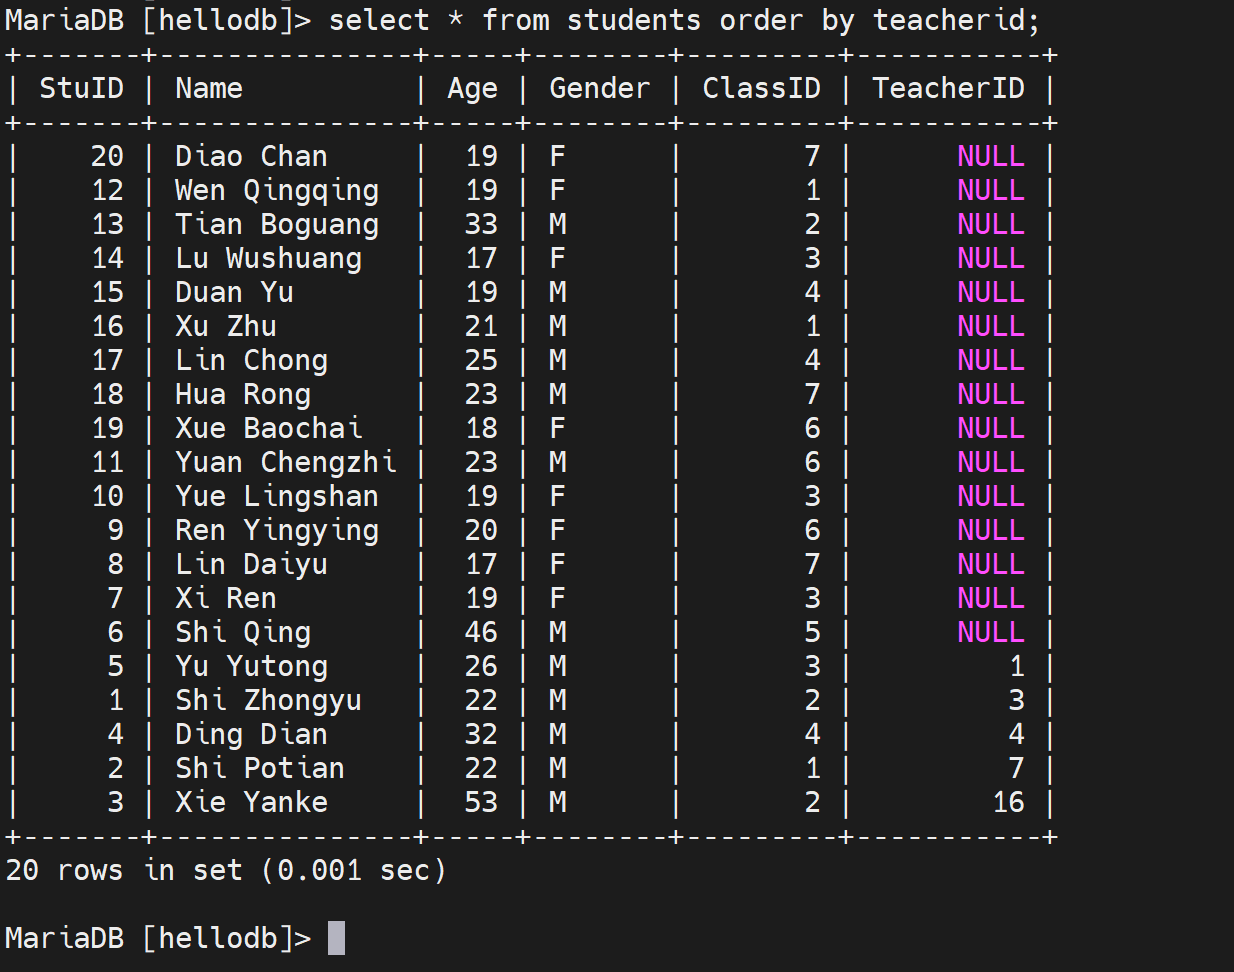 MariaDB [hellodb]> select * from students order by teacherid;
+-------+---------------+-----+--------+---------+-----------+
| StuID | Name          | Age | Gender | ClassID | TeacherID |
+-------+---------------+-----+--------+---------+-----------+
|    20 | Diao Chan     |  19 | F      |       7 |      NULL |
|    12 | Wen Qingqing  |  19 | F      |       1 |      NULL |
|    13 | Tian Boguang  |  33 | M      |       2 |      NULL |
|    14 | Lu Wushuang   |  17 | F      |       3 |      NULL |
|    15 | Duan Yu       |  19 | M      |       4 |      NULL |
|    16 | Xu Zhu        |  21 | M      |       1 |      NULL |
|    17 | Lin Chong     |  25 | M      |       4 |      NULL |
|    18 | Hua Rong      |  23 | M      |       7 |      NULL |
|    19 | Xue Baochai   |  18 | F      |       6 |      NULL |
|    11 | Yuan Chengzhi |  23 | M      |       6 |      NULL |
|    10 | Yue Lingshan  |  19 | F      |       3 |      NULL |
|     9 | Ren Yingying  |  20 | F      |       6 |      NULL |
|     8 | Lin Daiyu     |  17 | F      |       7 |      NULL |
|     7 | Xi Ren        |  19 | F      |       3 |      NULL |
|     6 | Shi Qing      |  46 | M      |       5 |      NULL |
|     5 | Yu Yutong     |  26 | M      |       3 |         1 |
|     1 | Shi Zhongyu   |  22 | M      |       2 |         3 |
|     4 | Ding Dian     |  32 | M      |       4 |         4 |
|     2 | Shi Potian    |  22 | M      |       1 |         7 |
|     3 | Xie Yanke     |  53 | M      |       2 |        16 |
+-------+---------------+-----+--------+---------+-----------+
20 rows in set (0.001 sec)
MariaDB [hellodb]>